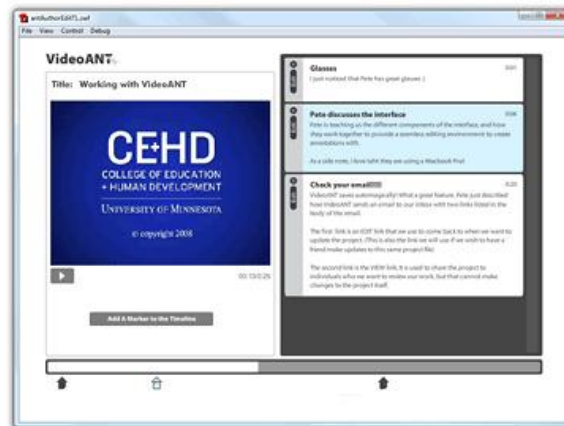 antAuthorEditTL.swf
File View Control Debug
VideoANT
Title: Working with VideoANT
CEHD
COLLEGE OF EDUCATION
+ HUMAN DEVELOPMENT
UNIVERSITY OF MINNESOTA
© copyright 2008
00:13/0:25
Add A Marker to the Timeline
Glasses
I just noticed that Pete has great glasses :)
Pete discusses the interface
Pete is teaching us the different components of the interface, and how
they work together to provide a seamless editing environment to create
annotations with.
As a side note, I love taht they are using a Macbook Pro!
Check your email
VideoANT saves automagically! What a great feature. Pete just described
how VideoANT sends an email to our inbox with two links listed in the
body of the email.
The first link is an EDIT link that we use to come back to when we want to
update the project. (This is also the link we will use if we wish to have a
friend make updates to this same project file)
The second link is the VIEW link. It is used to share the project to
individuals who we want to review our work, but that cannot make
changes to the project itself.